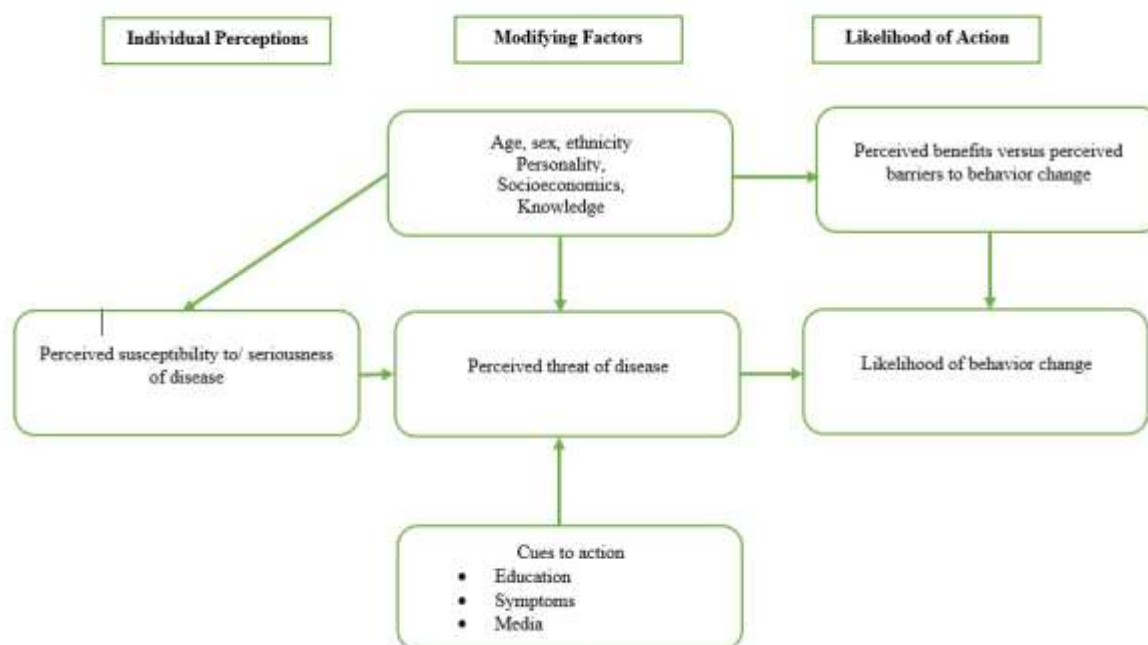 Individual Perceptions
Modifying Factors
Likelihood of Action
Age, sex, ethnicity
Personality,
Socioeconomics,
Knowledge
Perceived benefits versus perceived
barriers to behavior change
Perceived susceptibility to/ seriousness
of disease
Perceived threat of disease
Likelihood of behavior change
Cues to action
• Education
• Symptoms
• Media